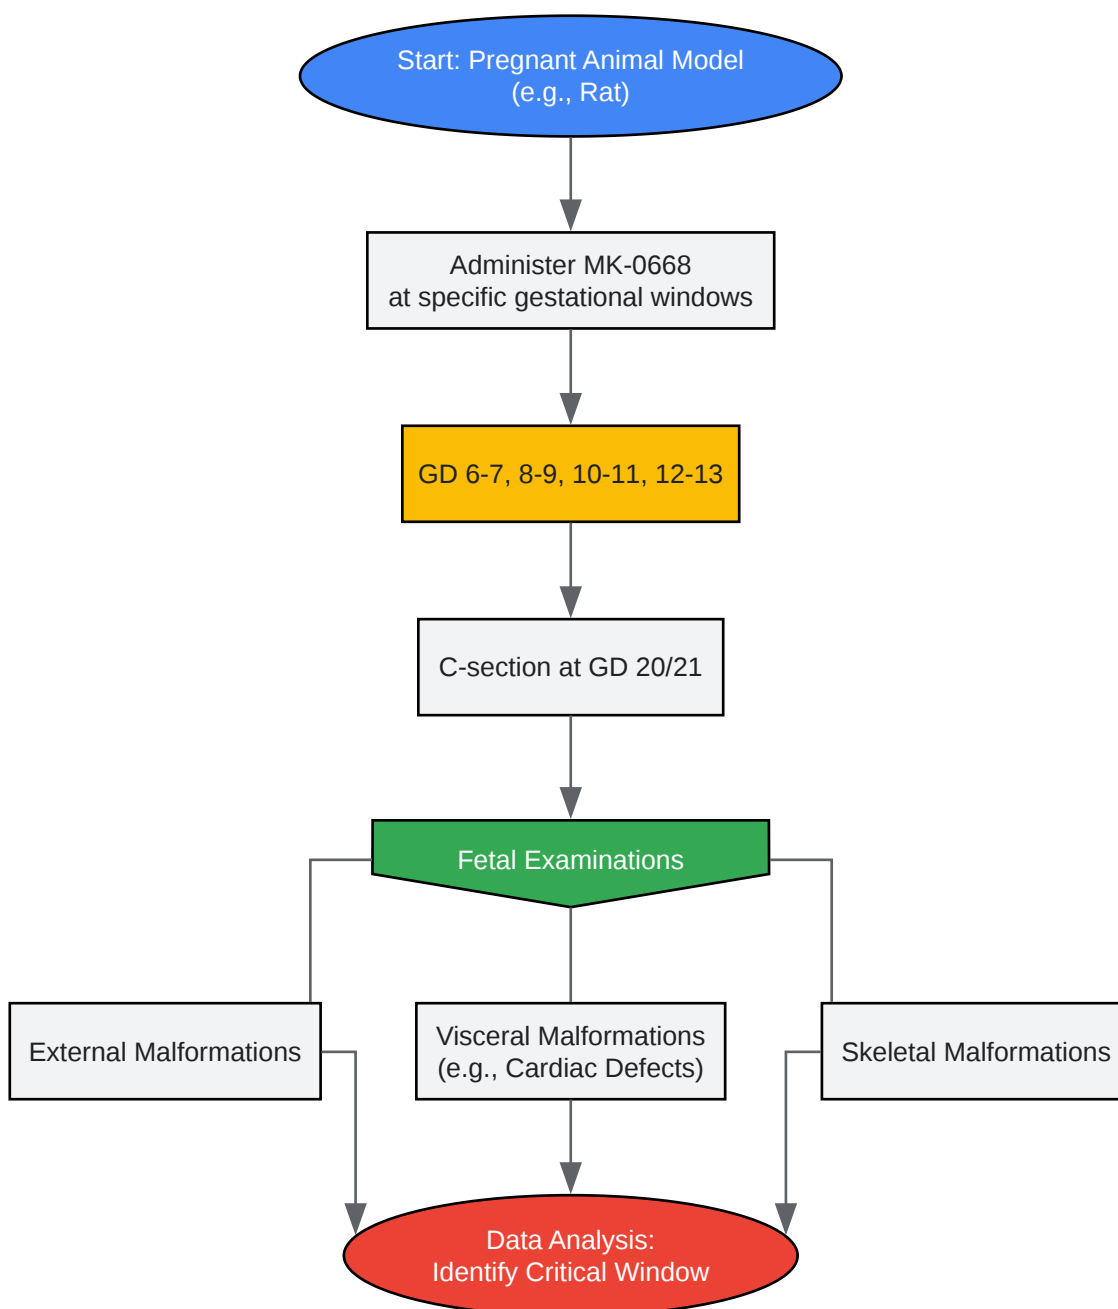 Start: Pregnant Animal Model
(e.g., Rat)
Administer MK-0668
at specific gestational windows
GD 6-7, 8-9, 10-11, 12-13
C-section at GD 20/21
Fetal Examinations
External Malformations
Visceral Malformations
(e.g., Cardiac Defects)
Skeletal Malformations
Data Analysis:
Identify Critical Window